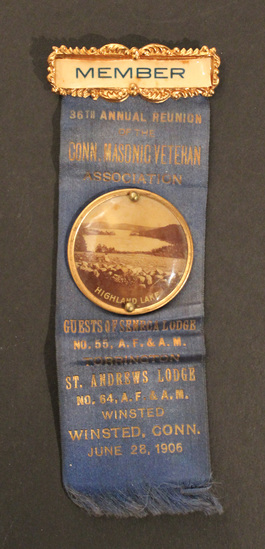 MEMBER
36TH ANNUAL REUNION
OF THE
CONN. MASONIC VETERAN
ASSOCIATION
HIGHLAND LAKE
GUESTS OF SENECA LODGE
NO. 55, A. F. & A. M.
TORRINGTON
ST. ANDREWS LODGE
NO. 64, A. F. & A. M.
WINSTED
WINSTED, CONN.
JUNE 28, 1906